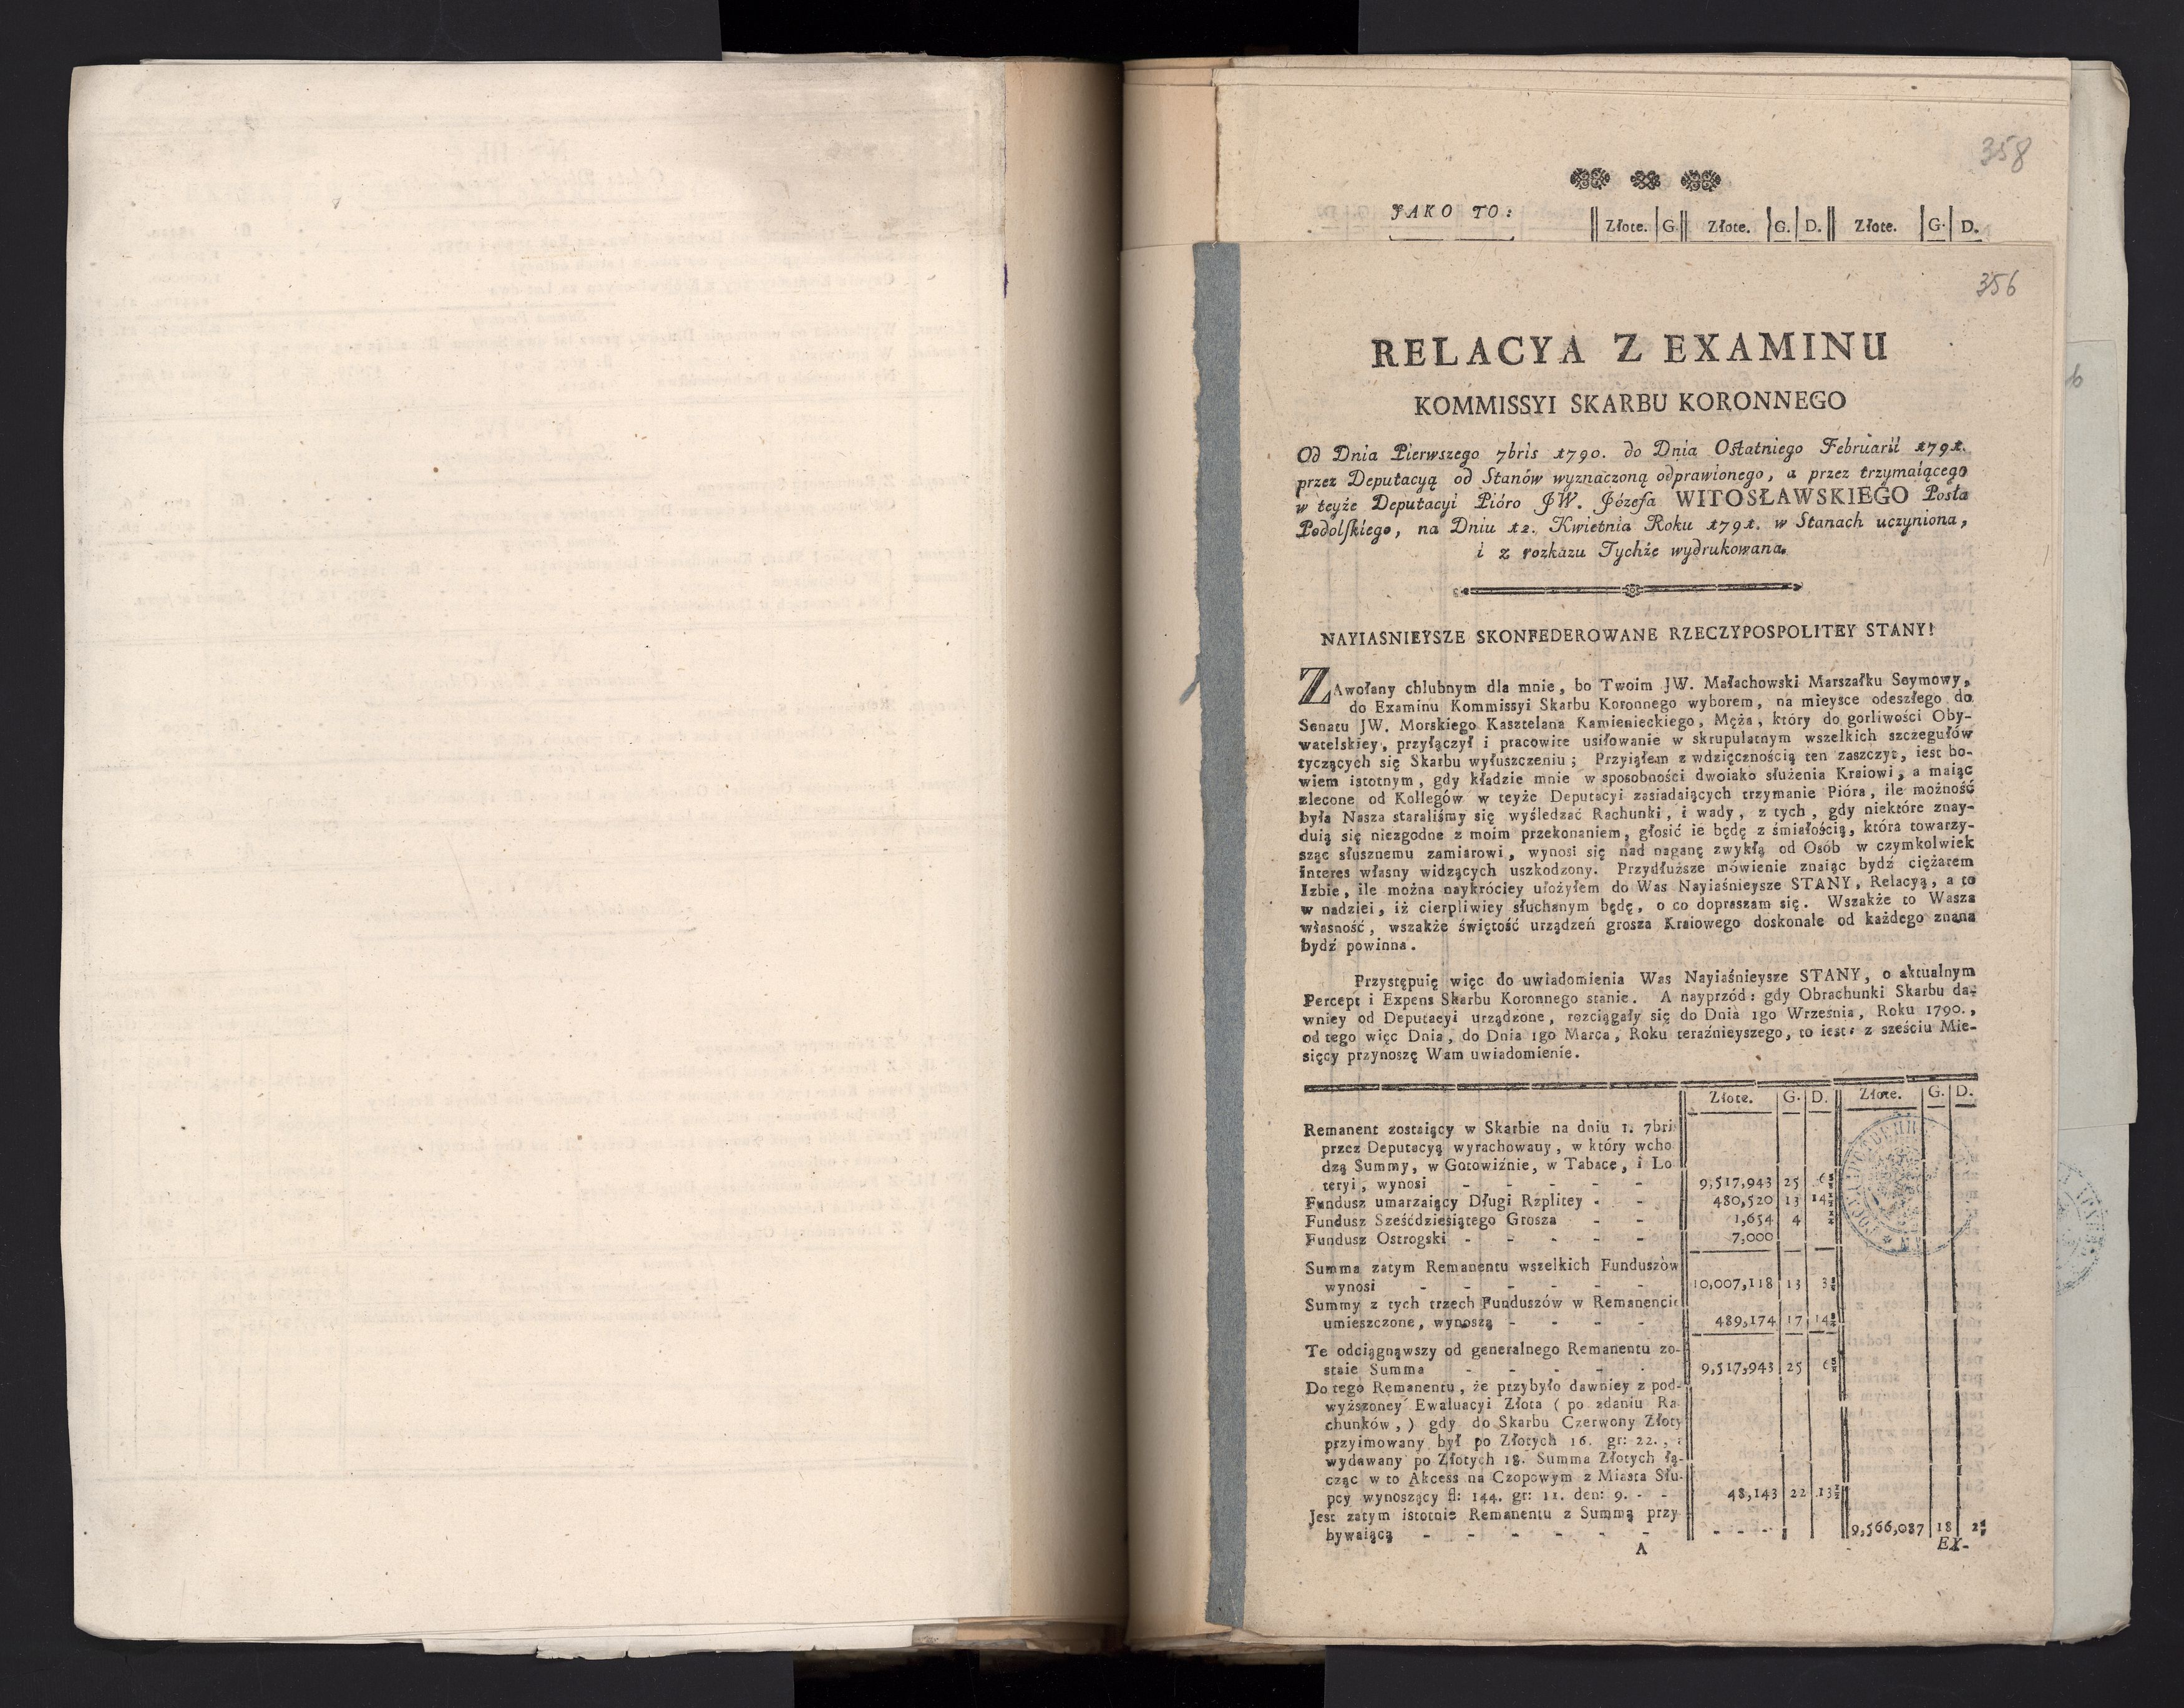 358
JAKO TO: Złote. G. Złote. G. D. Złote. G. D.
356
RELACYA Z EXAMINU
KOMMISSYI SKARBU KORONNEGO
Od Dnia Pierwszego 7bris 1790. do Dnia Ostatniego Februarii 1791.
przez Deputacyą od Stanów wyznaczoną odprawionego, a przez trzymaiącego
w teyże Deputacyi Pióro JW. Józefa WITOSŁAWSKIEGO Posła
Podolskiego, na Dniu 12. Kwietnia Roku 1791. w Stanach uczyniona,
i z rozkazu Tychże wydrukowana.
NAYIASNIEYSZE SKONFEDEROWANE RZECZYPOSPOLITEY STANY!
ZAwołany chlubnym dla mnie, bo Twoim JW. Małachowski Marszałku Seymowy,
do Examinu Kommissyi Skarbu Koronnego wyborem, na mieysce odeszłego do
Senatu JW. Morskiego Kasztelana Kamienieckiego, Męża, który do gorliwości Oby-
watelskiey, przyłączył i pracowite usiłowanie w skrupulatnym wszelkich szczegułów
tyczących się Skarbu wyłuszczeniu; Przyiąłem z wdzięcznością ten zaszczyt, iest bo-
wiem istotnym, gdy kładzie mnie w sposobności dwoiako służenia Kraiowi, a maiąc
zlecone od Kollegów w teyże Deputacyi zasiadaiących trzymanie Pióra, ile możność
była Nasza staraliśmy się wyśledzać Rachunki, i wady, z tych, gdy niektóre znay-
duią się niezgodne z moim przekonaniem, głosić ie będę z śmiałością, która towarzy-
sząc słusznemu zamiarowi, wynosi się nad naganę zwykłą od Osób w czymkolwiek
interes własny widzących uszkodzony. Przydłuższe mówienie znaiąc bydź ciężarem
Izbie, ile można naykróciey ułożyłem do Was Nayiaśnieysze STANY, Relacyą, a to
w nadziei, iż cierpliwiey słuchanym będę, o co dopraszam się. Wszakże to Wasza
własność, wszakże świętość urządzeń grosza Kraiowego doskonale od każdego znana
bydź powinna.
Przystępuię więc do uwiadomienia Was Nayiaśnieysze STANY, o aktualnym
Percept i Expens Skarbu Koronnego stanie. A nayprzód: gdy Obrachunki Skarbu da-
wniey od Deputacyi urządzone, rozciągały się do Dnia 1go Września, Roku 1790.,
od tego więc Dnia, do Dnia 1go Marca, Roku teraźnieyszego, to iest: z sześciu Mie-
sięcy przynoszę Wam uwiadomienie.
Złote. G. D. Złote. G. D.
Remanent zostaiący w Skarbie na dniu 1. 7bri
przez Deputacyą wyrachowany, w który wcho
dzą Summy, w Gotowiźnie, w Tabace, i Lo
teryi, wynosi - - - - - 9,517,943 25
Fundusz umarzaiący Długi Rzplitey - - 480,520 13 14½
Fundusz Sześćdziesiątego Grosza - - 1,654 4 ½
Fundusz Ostrogski - - - - - 7,000
Summa zatym Remanentu wszelkich Funduszów
wynosi - - - - - - 10,007,118 13
Summy z tych trzech Funduszów w Remanencie
umieszczone, wynoszą - - - - 489,174 17
Te odciągnąwszy od generalnego Remanentu zo-
staie Summa - - - - - 9,517,943 25
Do tego Remanentu, że przybyło dawniey z pod-
wyższoney Ewaluacyi Złota (po zdaniu Ra
chunków,) gdy do Skarbu Czerwony Złoty
przyimowany był po Złotych 16. gr: 22., i
wydawany po Złotych 18. Summa Złotych łą-
cząc w to Akcess na Czopowym z Miasta Słu-
pcy wynoszący fl: 144. gr: 11. den: 9. - - 48,143 22 13½
Jest zatym istotnie Remanentu z Summą przy
bywaiącą - - - - - - - - - 9,566,087 18
A EX-